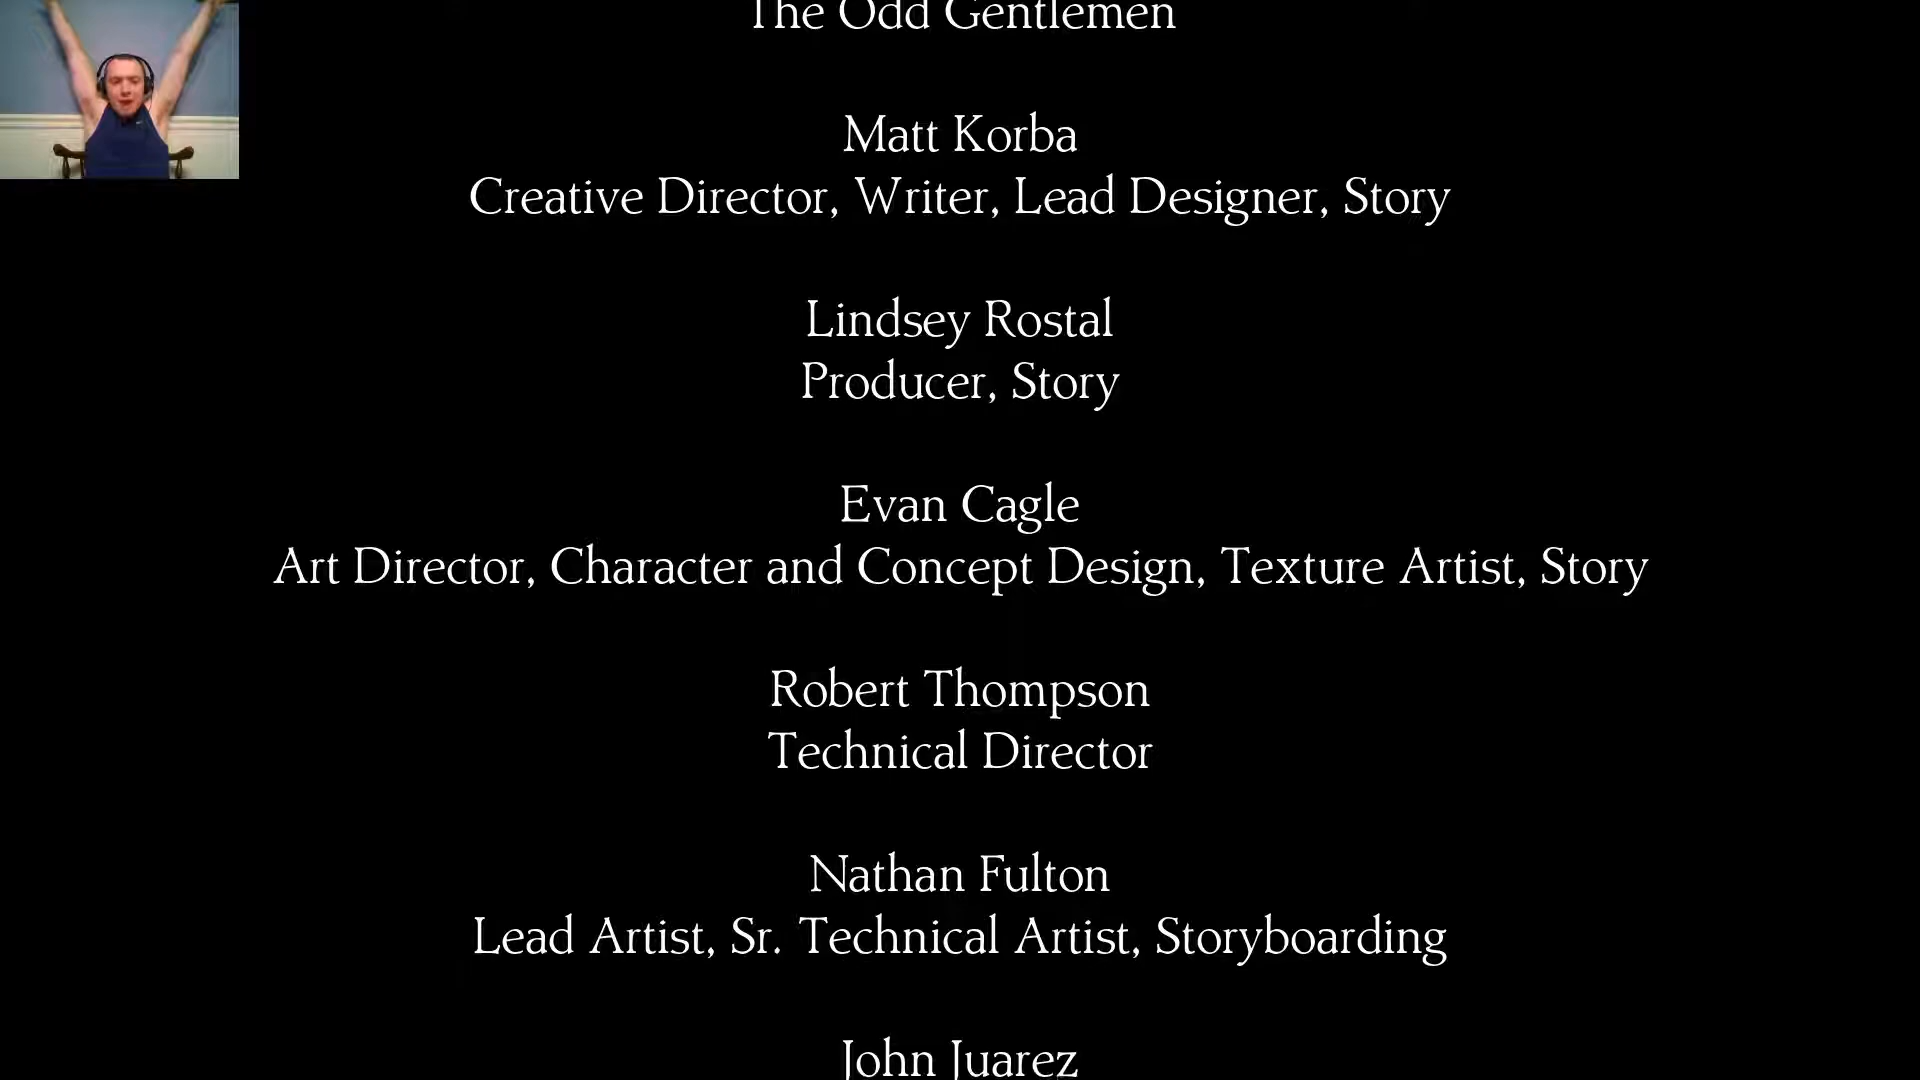 The Odd Gentlemen
Matt Korba
Creative Director, Writer, Lead Designer, Story
Lindsey Rostal
Producer, Story
Evan Cagle
Art Director, Character and Concept Design, Texture Artist, Story
Robert Thompson
Technical Director
Nathan Fulton
Lead Artist, Sr. Technical Artist, Storyboarding
John Juarez